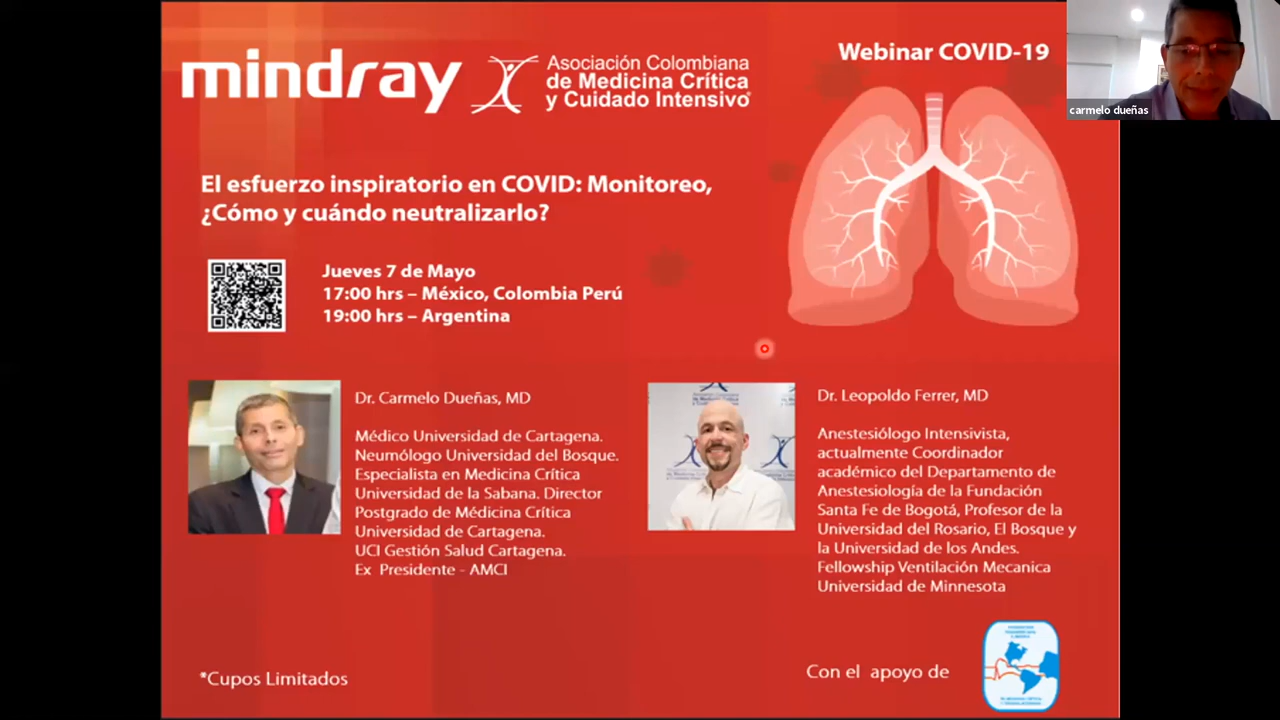 mindray
Asociación Colombiana
de Medicina Crítica
y Cuidado Intensivo
Webinar COVID-19
carmelo dueñas
El esfuerzo inspiratorio en COVID: Monitoreo,
¿Cómo y cuándo neutralizarlo?
Jueves 7 de Mayo
17:00 hrs – México, Colombia Perú
19:00 hrs – Argentina
Dr. Carmelo Dueñas, MD
Médico Universidad de Cartagena.
Neumólogo Universidad del Bosque.
Especialista en Medicina Crítica
Universidad de la Sabana. Director
Postgrado de Médicina Crítica
Universidad de Cartagena.
UCI Gestión Salud Cartagena.
Ex Presidente - AMCI
Dr. Leopoldo Ferrer, MD
Anestesiólogo Intensivista,
actualmente Coordinador
académico del Departamento de
Anestesiología de la Fundación
Santa Fe de Bogotá, Profesor de la
Universidad del Rosario, El Bosque y
la Universidad de los Andes.
Fellowship Ventilación Mecanica
Universidad de Minnesota
*Cupos Limitados
Con el apoyo de